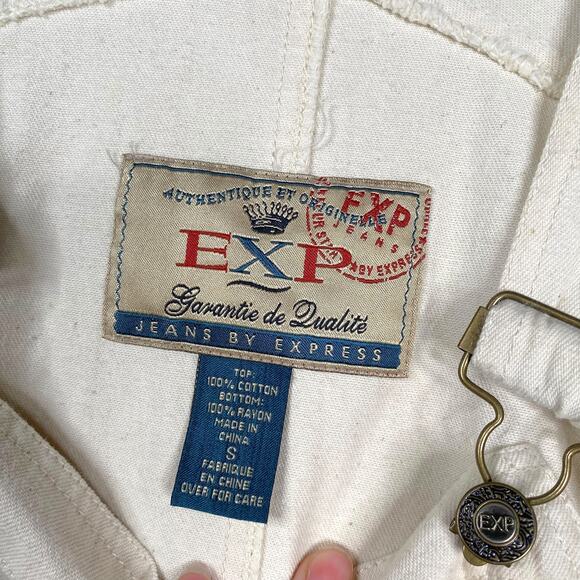 AUTHENTIQUE ET ORIGINELLE
EXP
JEANS
BY EXPRESS
EXP
Garantie de Qualité
JEANS BY EXPRESS
TOP:
100% COTTON
BOTTOM:
100% RAYON
MADE IN
CHINA
S
FABRIQUE
EN CHINE
OVER FOR CARE
EXP